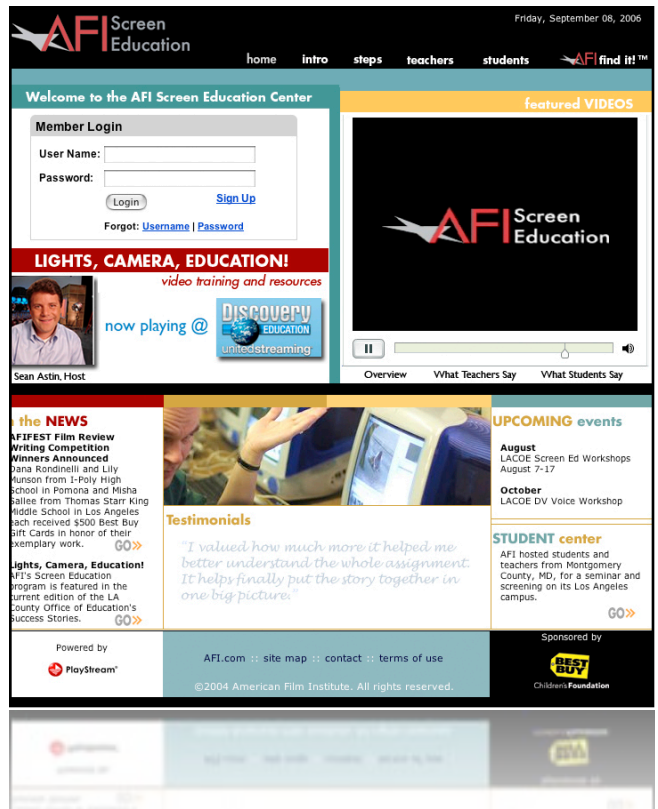 AFI Screen
Education
Friday, September 08, 2006
home intro steps teachers students AFI find it!™
Welcome to the AFI Screen Education Center
featured VIDEOS
Member Login
User Name:
Password:
Login Sign Up
Forgot: Username | Password
AFI Screen
Education
LIGHTS, CAMERA, EDUCATION!
video training and resources
now playing @
Discovery
EDUCATION
unitedstreaming
Sean Astin, Host
Overview What Teachers Say What Students Say
the NEWS
AFIFEST Film Review
Writing Competition
Winners Announced
Dana Rondinelli and Lily
Munson from I-Poly High
School in Pomona and Misha
Sallee from Thomas Starr King
Middle School in Los Angeles
each received $500 Best Buy
Gift Cards in honor of their
exemplary work.
GO»
Lights, Camera, Education!
AFI's Screen Education
program is featured in the
current edition of the LA
County Office of Education's
Success Stories.
GO»
Testimonials
"I valued how much more it helped me
better understand the whole assignment.
It helps finally put the story together in
one big picture."
UPCOMING events
August
LACOE Screen Ed Workshops
August 7-17
October
LACOE DV Voice Workshop
STUDENT center
AFI hosted students and
teachers from Montgomery
County, MD, for a seminar and
screening on its Los Angeles
campus.
GO»
Powered by
PlayStream
AFI.com :: site map :: contact :: terms of use
©2004 American Film Institute. All rights reserved.
Sponsored by
BEST
BUY
Children's Foundation